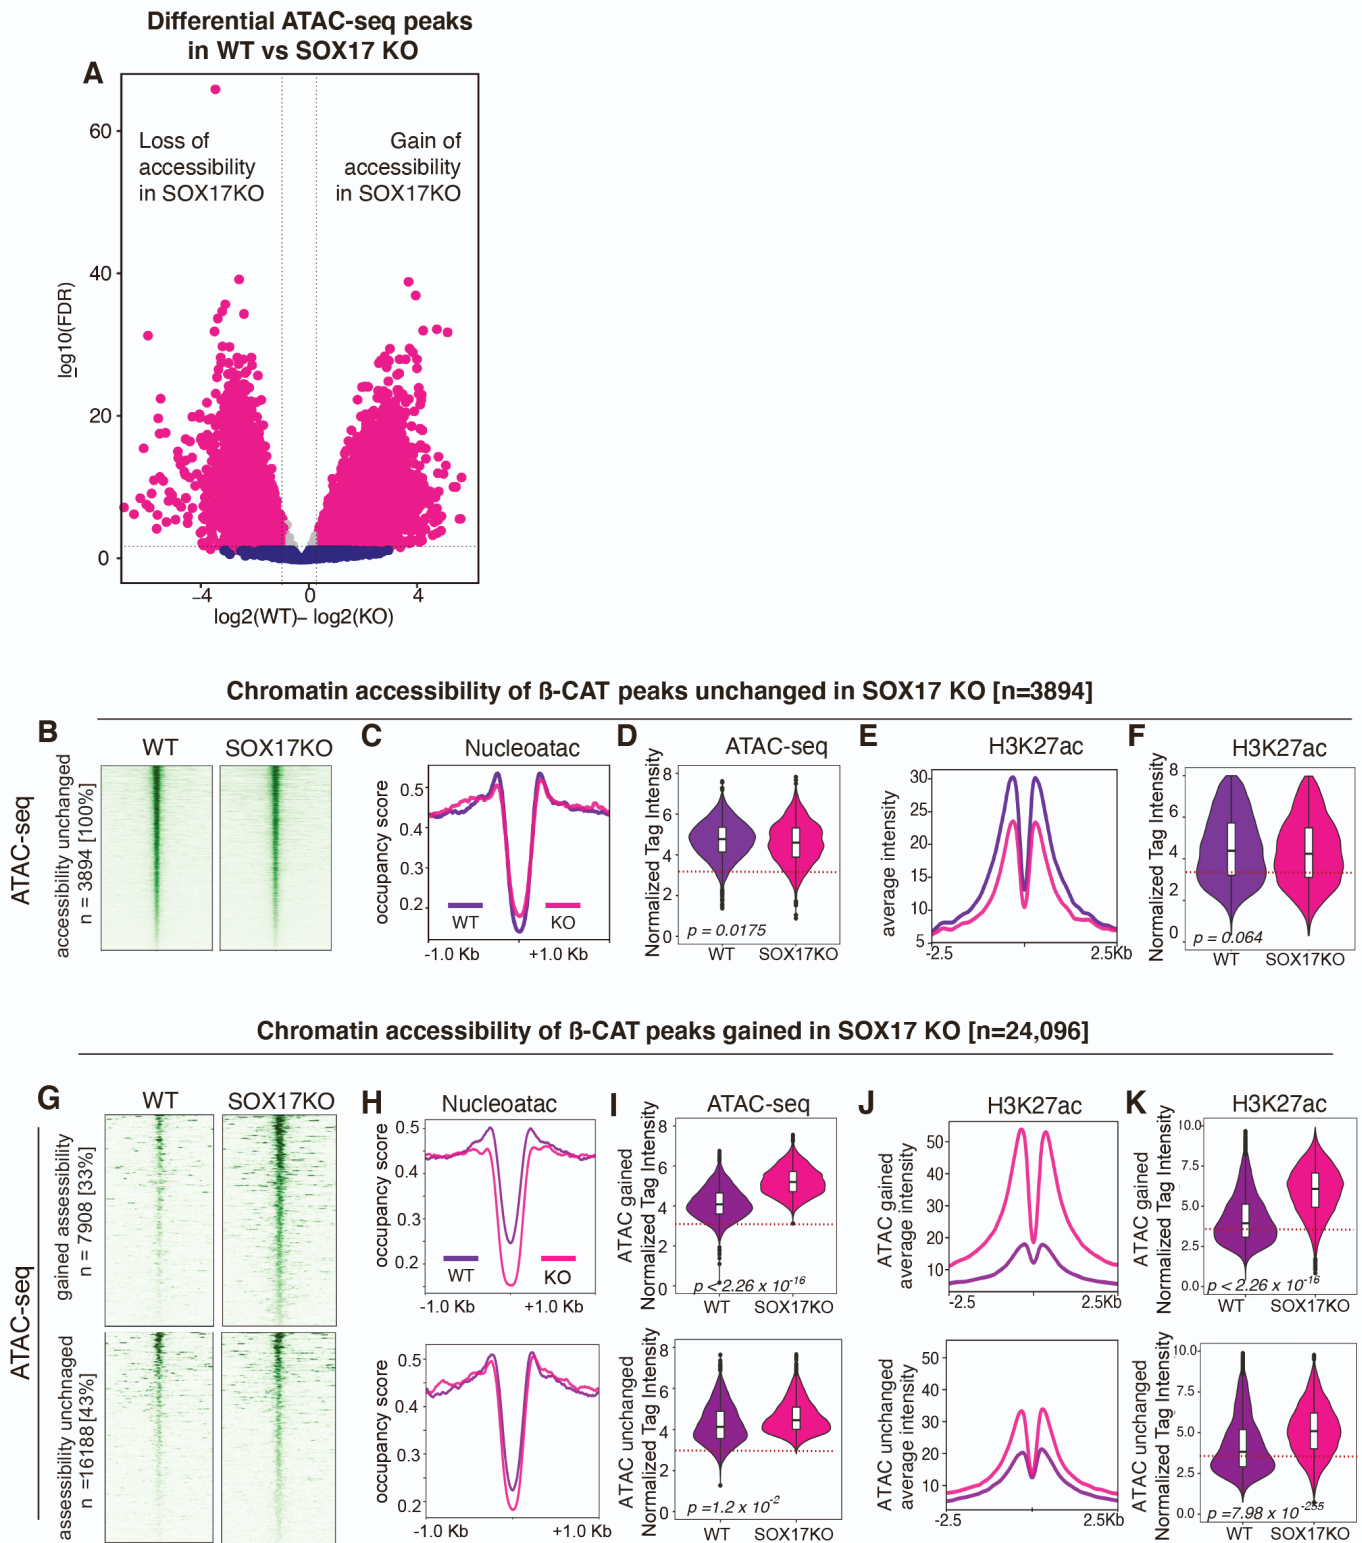 Differential ATAC-seq peaks
in WT vs SOX17 KO
A
Loss of
accessibility
in SOX17KO
Gain of
accessibility
in SOX17KO
log10(FDR)
60
40
20
0
−4
0
4
log2(WT)− log2(KO)
Chromatin accessibility of ß-CAT peaks unchanged in SOX17 KO [n=3894]
B
WT
SOX17KO
ATAC-seq
accessibility unchanged
n = 3894 [100%]
C
Nucleoatac
occupancy score
0.5
0.4
0.3
0.2
WT
KO
-1.0 Kb
+1.0 Kb
D
ATAC-seq
Normalized Tag Intensity
8
6
4
2
0
p = 0.0175
WT
SOX17KO
E
H3K27ac
average intensity
30
25
20
15
10
5
-2.5
2.5Kb
F
H3K27ac
Normalized Tag Intensity
8
6
4
2
0
p = 0.064
WT
SOX17KO
Chromatin accessibility of ß-CAT peaks gained in SOX17 KO [n=24,096]
G
WT
SOX17KO
ATAC-seq
gained assessibility
n = 7908 [33%]
assessibility unchnaged
n =16188 [43%]
H
Nucleoatac
occupancy score
0.5
0.4
0.3
0.2
WT
KO
-1.0 Kb
+1.0 Kb
occupancy score
0.5
0.4
0.3
0.2
-1.0 Kb
+1.0 Kb
I
ATAC-seq
ATAC gained
Normalized Tag Intensity
8
6
4
2
0
p < 2.26 x 10-16
WT
SOX17KO
ATAC unchanged
Normalized Tag Intensity
8
6
4
2
0
p =1.2 x 10-2
WT
SOX17KO
J
H3K27ac
ATAC gained
average intensity
50
40
30
20
10
-2.5
2.5Kb
ATAC unchanged
average intensity
50
40
30
20
10
-2.5
2.5Kb
K
H3K27ac
ATAC gained
Normalized Tag Intensity
10.0
7.5
5.0
2.5
0.0
p < 2.26 x 10-16
WT
SOX17KO
ATAC unchanged
Normalized Tag Intensity
10.0
7.5
5.0
2.5
0.0
p =7.98 x 10-255
WT
SOX17KO